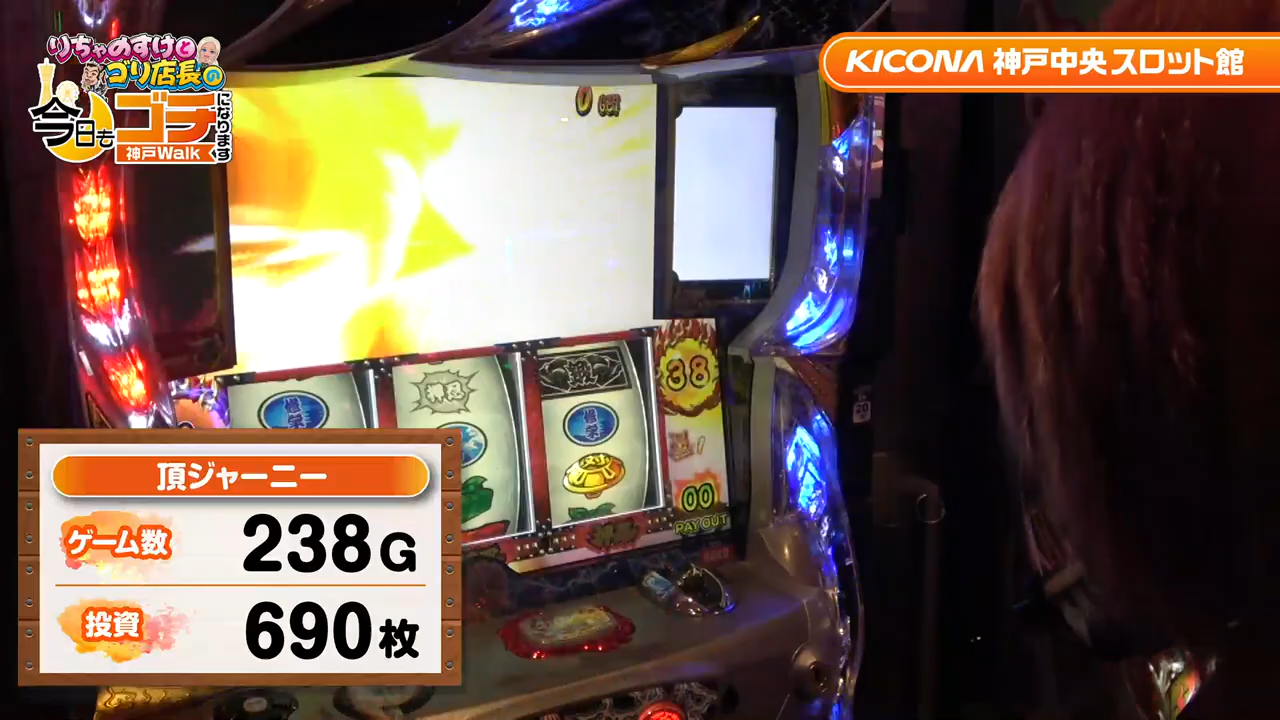 りちゃのすけと
ゴリ店長の
今日も
ゴチ
になります
神戸Walk
KICONA 神戸中央スロット館
38
00
PAY OUT
頂ジャーニー
ゲーム数
238G
投資
690枚